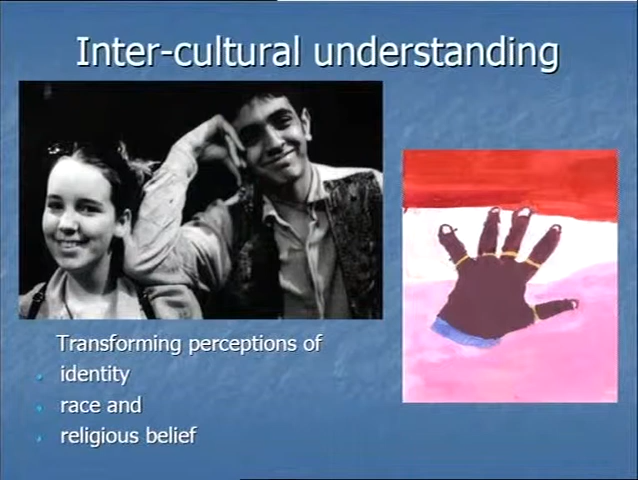 Inter-cultural understanding
Transforming perceptions of
identity
race and
religious belief